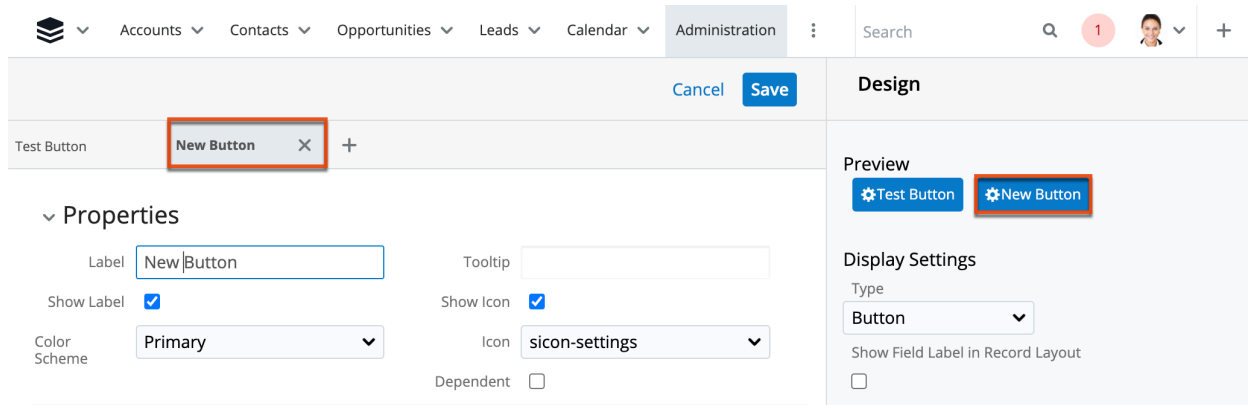 Accounts Contacts Opportunities Leads Calendar Administration Search 1
Cancel Save
Design
Test Button New Button
Preview
Test Button New Button
Properties
Label New Button Tooltip
Show Label Show Icon
Color Scheme Primary Icon sicon-settings
Dependent
Display Settings
Type
Button
Show Field Label in Record Layout